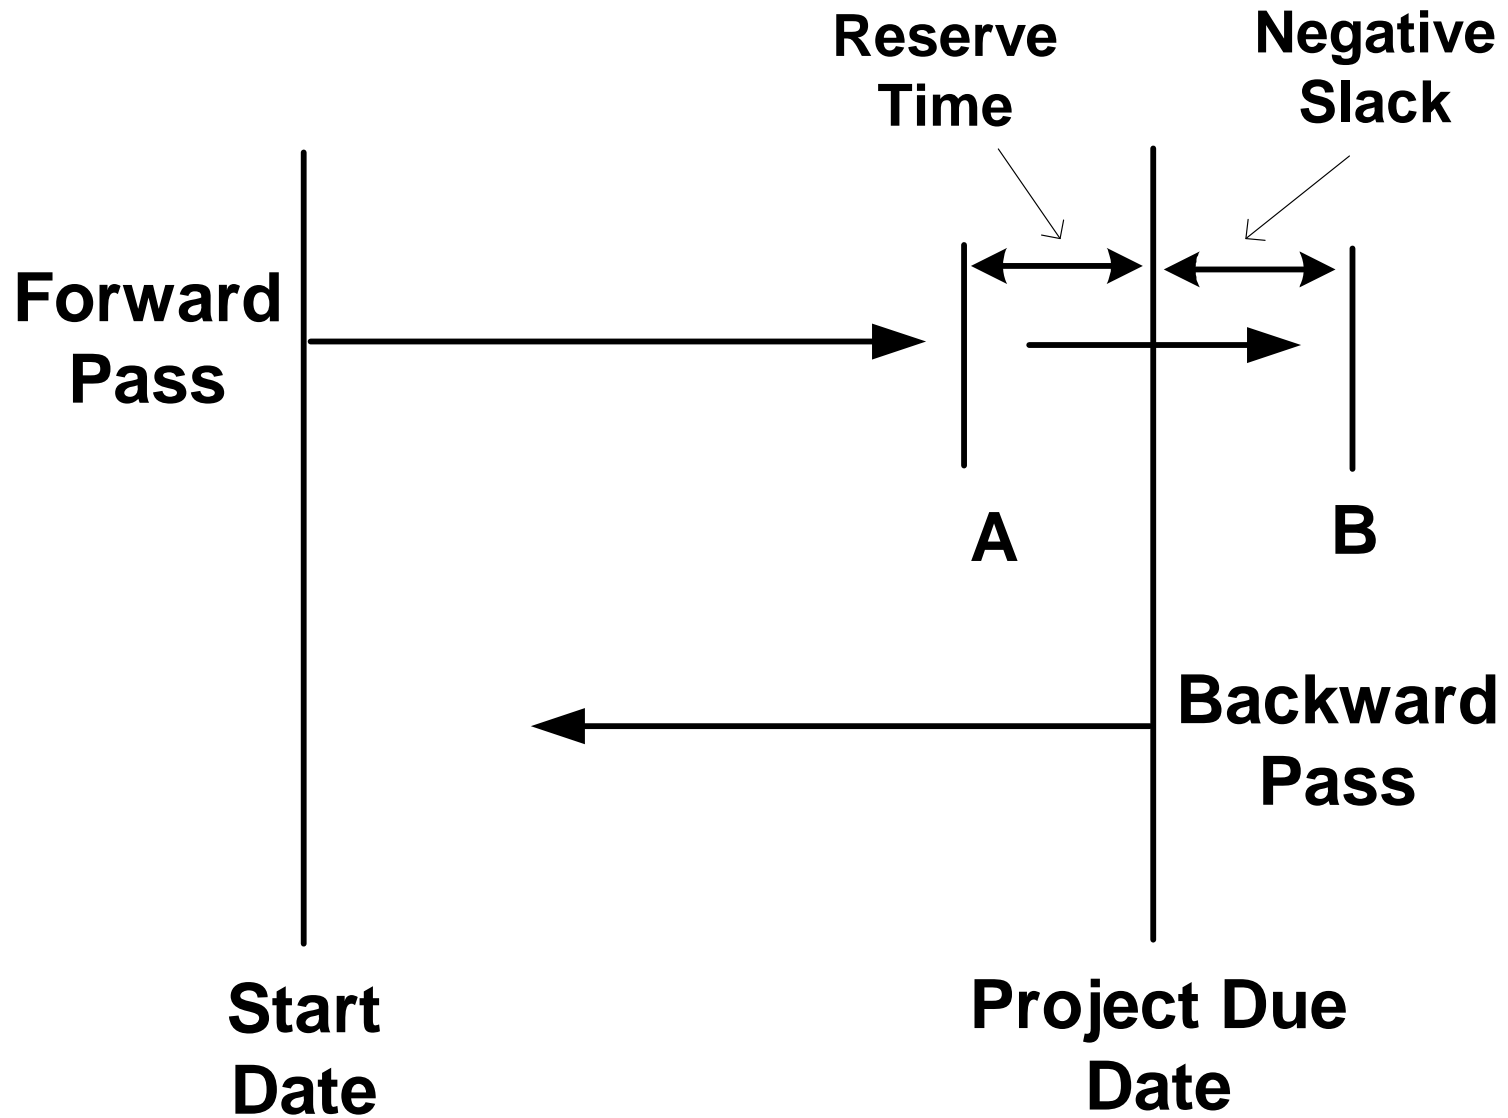 Reserve
Time
Negative
Slack
Forward
Pass
A
B
Backward
Pass
Start
Date
Project Due
Date